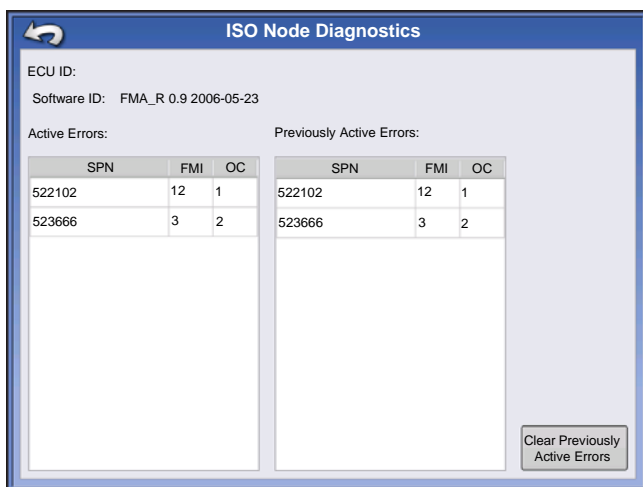 ISO Node Diagnostics
ECU ID:
Software ID: FMA_R 0.9 2006-05-23
Active Errors:
SPN FMI OC
522102 12 1
523666 3 2
Previously Active Errors:
SPN FMI OC
522102 12 1
523666 3 2
Clear Previously
Active Errors